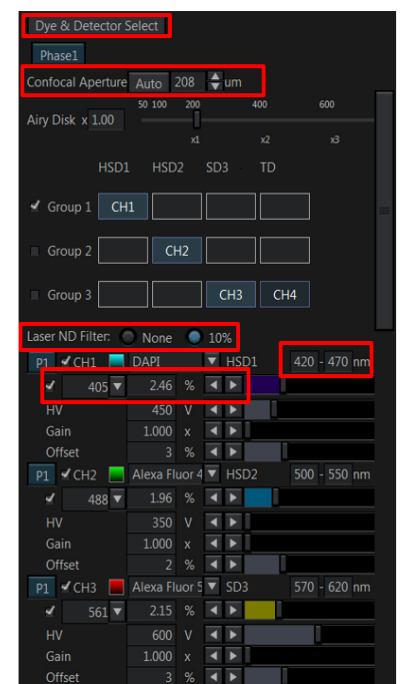 Dye & Detector Select
Phase1
Confocal Aperture Auto 208 um
50 100 200 400 600
Airy Disk x 1.00
x1 x2 x3
HSD1 HSD2 SD3 TD
Group 1 CH1
Group 2 CH2
Group 3 CH3 CH4
Laser ND Filter: None 10%
P1 CH1 DAPI HSD1 420 - 470 nm
405 2.46 %
HV 450 V
Gain 1.000 x
Offset 3 %
P1 CH2 Alexa Fluor 4 HSD2 500 - 550 nm
488 1.96 %
HV 350 V
Gain 1.000 x
Offset 2 %
P1 CH3 Alexa Fluor 5 SD3 570 - 620 nm
561 2.15 %
HV 600 V
Gain 1.000 x
Offset 3 %